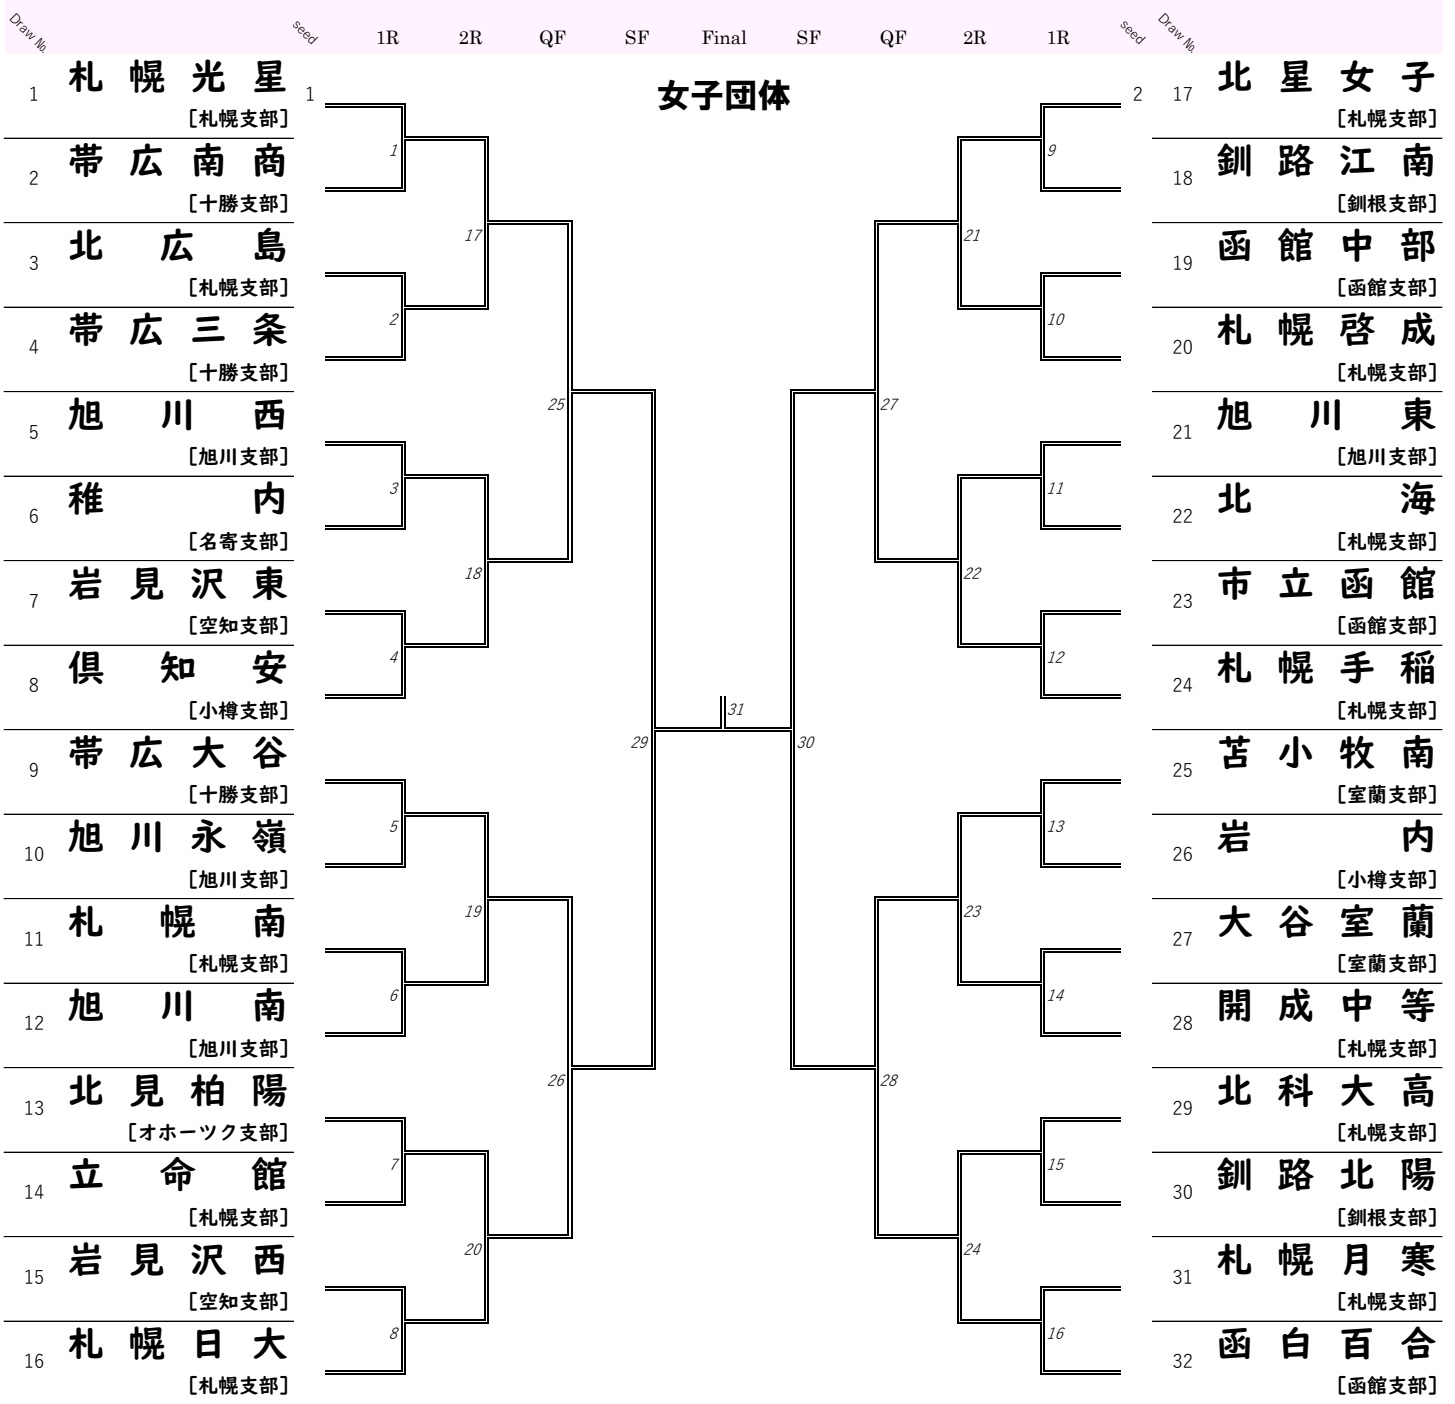 Draw №. seed 1R 2R QF SF Final SF QF 2R 1R seed Draw №.
女子団体
1 札幌光星 1
[札幌支部]
2 帯広南商
[十勝支部]
3 北広島
[札幌支部]
4 帯広三条
[十勝支部]
5 旭川西
[旭川支部]
6 稚内
[名寄支部]
7 岩見沢東
[空知支部]
8 倶知安
[小樽支部]
9 帯広大谷
[十勝支部]
10 旭川永嶺
[旭川支部]
11 札幌南
[札幌支部]
12 旭川南
[旭川支部]
13 北見柏陽
[オホーツク支部]
14 立命館
[札幌支部]
15 岩見沢西
[空知支部]
16 札幌日大
[札幌支部]
1
2
3
4
5
6
7
8
17
18
19
20
25
26
29
31
30
27
28
21
22
23
24
9
10
11
12
13
14
15
16
2 17 北星女子
[札幌支部]
18 釧路江南
[釧根支部]
19 函館中部
[函館支部]
20 札幌啓成
[札幌支部]
21 旭川東
[旭川支部]
22 北海
[札幌支部]
23 市立函館
[函館支部]
24 札幌手稲
[札幌支部]
25 苫小牧南
[室蘭支部]
26 岩内
[小樽支部]
27 大谷室蘭
[室蘭支部]
28 開成中等
[札幌支部]
29 北科大高
[札幌支部]
30 釧路北陽
[釧根支部]
31 札幌月寒
[札幌支部]
32 函白百合
[函館支部]